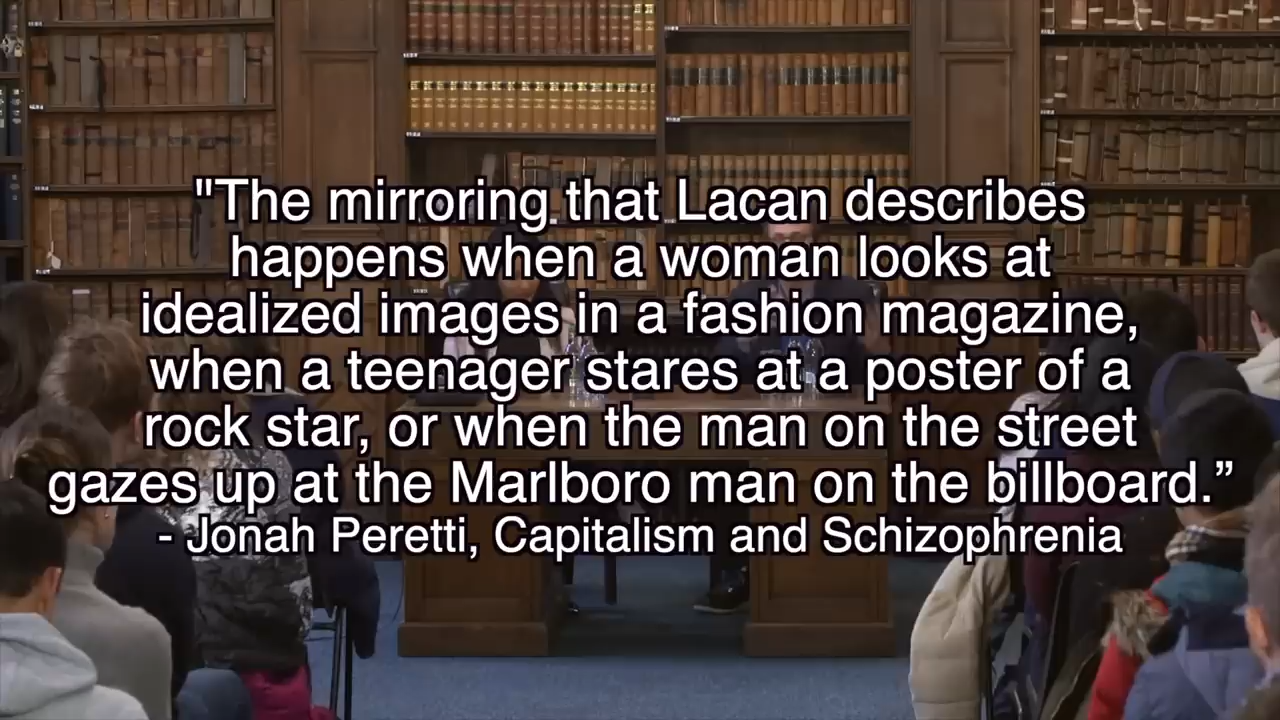 "The mirroring that Lacan describes
happens when a woman looks at
idealized images in a fashion magazine,
when a teenager stares at a poster of a
rock star, or when the man on the street
gazes up at the Marlboro man on the billboard.”
- Jonah Peretti, Capitalism and Schizophrenia